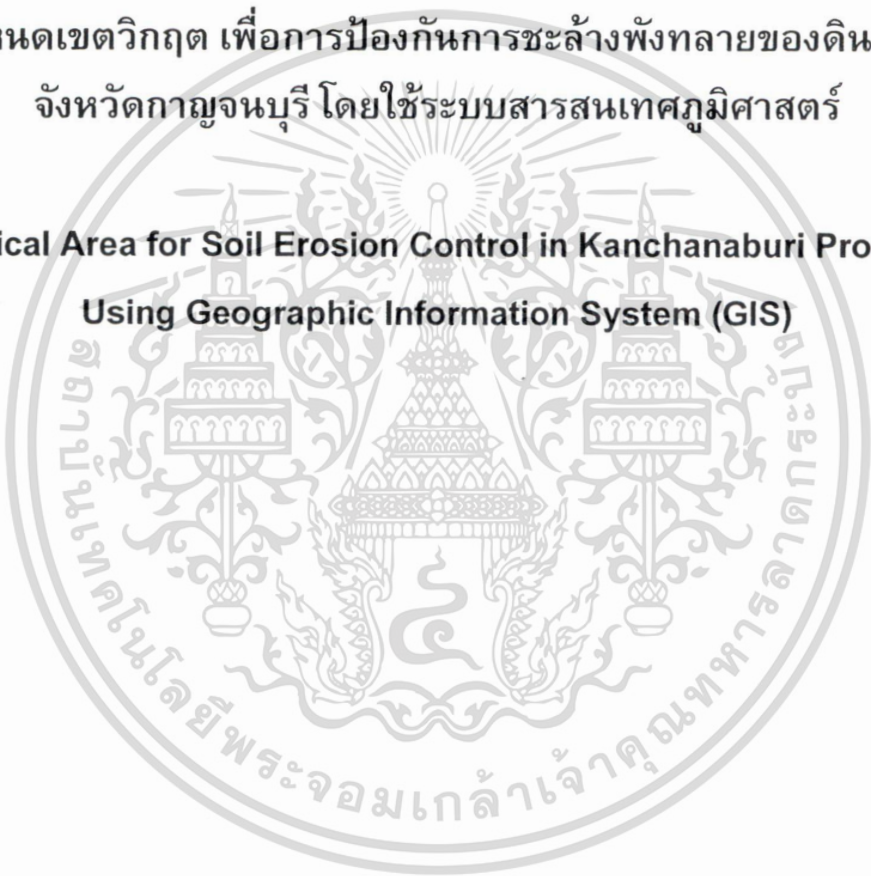 หนดเขตวิกฤต เพื่อการป้องกันการชะล้างพังทลายของดิน
จังหวัดกาญจนบุรี โดยใช้ระบบสารสนเทศภูมิศาสตร์
ical Area for Soil Erosion Control in Kanchanaburi Pro
Using Geographic Information System (GIS)
สถาบันเทคโนโลยีพระจอมเกล้าเจ้าคุณทหารลาดกระบัง